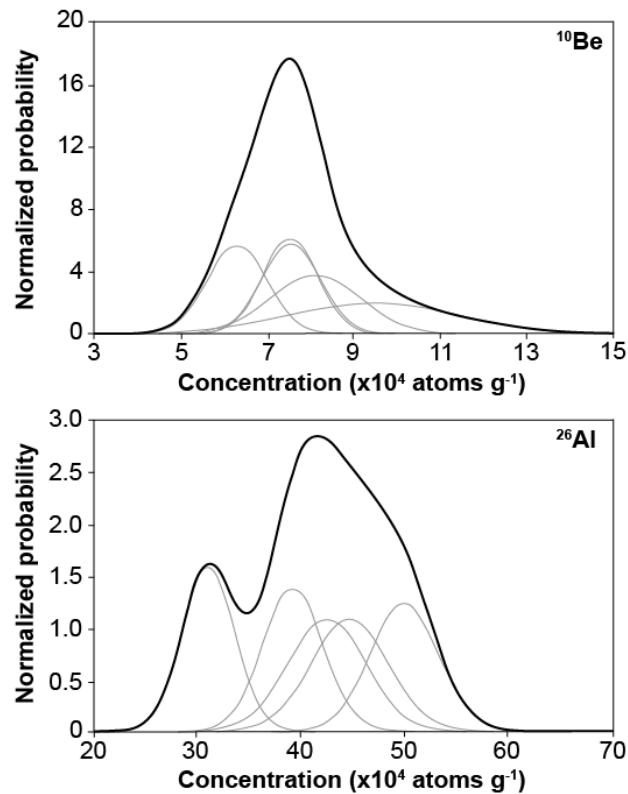 20
¹⁰Be
16
12
8
4
0
Normalized probability
3 5 7 9 11 13 15
Concentration (x10⁴ atoms g⁻¹)
3.0
²⁶Al
2.5
2.0
1.5
1.0
0.5
0
Normalized probability
20 30 40 50 60 70
Concentration (x10⁴ atoms g⁻¹)